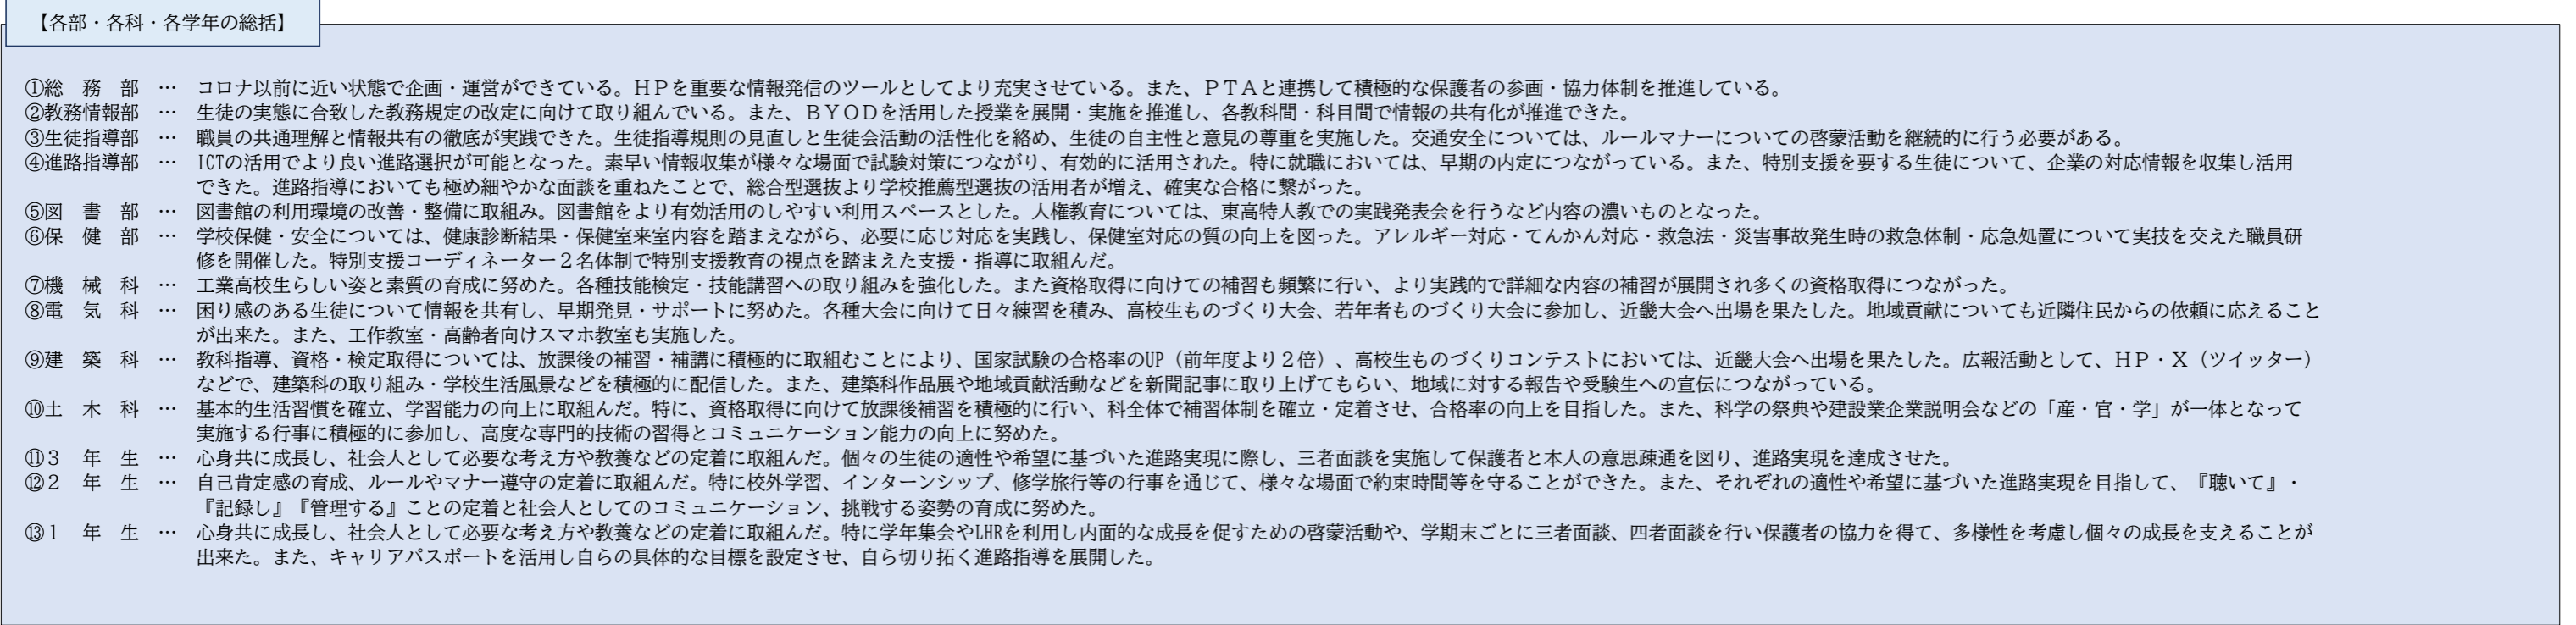 【各部・各科・各学年の総括】
①総　務　部　…　コロナ以前に近い状態で企画・運営ができている。ＨＰを重要な情報発信のツールとしてより充実させている。また、ＰＴＡと連携して積極的な保護者の参画・協力体制を推進している。
②教務情報部　…　生徒の実態に合致した教務規定の改定に向けて取り組んでいる。また、ＢＹＯＤを活用した授業を展開・実施を推進し、各教科間・科目間で情報の共有化が推進できた。
③生徒指導部　…　職員の共通理解と情報共有の徹底が実践できた。生徒指導規則の見直しと生徒会活動の活性化を絡め、生徒の自主性と意見の尊重を実施した。交通安全については、ルールマナーについての啓蒙活動を継続的に行う必要がある。
④進路指導部　…　ICTの活用でより良い進路選択が可能となった。素早い情報収集が様々な場面で試験対策につながり、有効的に活用された。特に就職においては、早期の内定につながっている。また、特別支援を要する生徒について、企業の対応情報を収集し活用
できた。進路指導においても極め細やかな面談を重ねたことで、総合型選抜より学校推薦型選抜の活用者が増え、確実な合格に繋がった。
⑤図　書　部　…　図書館の利用環境の改善・整備に取組み。図書館をより有効活用のしやすい利用スペースとした。人権教育については、東高特人教での実践発表会を行うなど内容の濃いものとなった。
⑥保　健　部　…　学校保健・安全については、健康診断結果・保健室来室内容を踏まえながら、必要に応じ対応を実践し、保健室対応の質の向上を図った。アレルギー対応・てんかん対応・救急法・災害事故発生時の救急体制・応急処置について実技を交えた職員研
修を開催した。特別支援コーディネーター２名体制で特別支援教育の視点を踏まえた支援・指導に取組んだ。
⑦機　械　科　…　工業高校生らしい姿と素質の育成に努めた。各種技能検定・技能講習への取り組みを強化した。また資格取得に向けての補習も頻繁に行い、より実践的で詳細な内容の補習が展開され多くの資格取得につながった。
⑧電　気　科　…　困り感のある生徒について情報を共有し、早期発見・サポートに努めた。各種大会に向けて日々練習を積み、高校生ものづくり大会、若年者ものづくり大会に参加し、近畿大会へ出場を果たした。地域貢献についても近隣住民からの依頼に応えること
が出来た。また、工作教室・高齢者向けスマホ教室も実施した。
⑨建　築　科　…　教科指導、資格・検定取得については、放課後の補習・補講に積極的に取組むことにより、国家試験の合格率のUP（前年度より２倍）、高校生ものづくりコンテストにおいては、近畿大会へ出場を果たした。広報活動として、ＨＰ・Ｘ（ツイッター）
などで、建築科の取り組み・学校生活風景などを積極的に配信した。また、建築科作品展や地域貢献活動などを新聞記事に取り上げてもらい、地域に対する報告や受験生への宣伝につながっている。
⑩土　木　科　…　基本的生活習慣を確立、学習能力の向上に取組んだ。特に、資格取得に向けて放課後補習を積極的に行い、科全体で補習体制を確立・定着させ、合格率の向上を目指した。また、科学の祭典や建設業企業説明会などの「産・官・学」が一体となって
実施する行事に積極的に参加し、高度な専門的技術の習得とコミュニケーション能力の向上に努めた。
⑪３　年　生　…　心身共に成長し、社会人として必要な考え方や教養などの定着に取組んだ。個々の生徒の適性や希望に基づいた進路実現に際し、三者面談を実施して保護者と本人の意思疎通を図り、進路実現を達成させた。
⑫２　年　生　…　自己肯定感の育成、ルールやマナー遵守の定着に取組んだ。特に校外学習、インターンシップ、修学旅行等の行事を通じて、様々な場面で約束時間等を守ることができた。また、それぞれの適性や希望に基づいた進路実現を目指して、『聴いて』・
『記録し』『管理する』ことの定着と社会人としてのコミュニケーション、挑戦する姿勢の育成に努めた。
⑬１　年　生　…　心身共に成長し、社会人として必要な考え方や教養などの定着に取組んだ。特に学年集会やLHRを利用し内面的な成長を促すための啓蒙活動や、学期末ごとに三者面談、四者面談を行い保護者の協力を得て、多様性を考慮し個々の成長を支えることが
出来た。また、キャリアパスポートを活用し自らの具体的な目標を設定させ、自ら切り拓く進路指導を展開した。